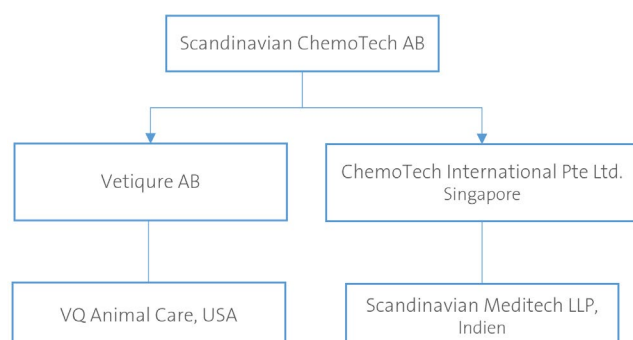 Scandinavian ChemoTech AB
Vetiqure AB
ChemoTech International Pte Ltd.
Singapore
VQ Animal Care, USA
Scandinavian Meditech LLP,
Indien